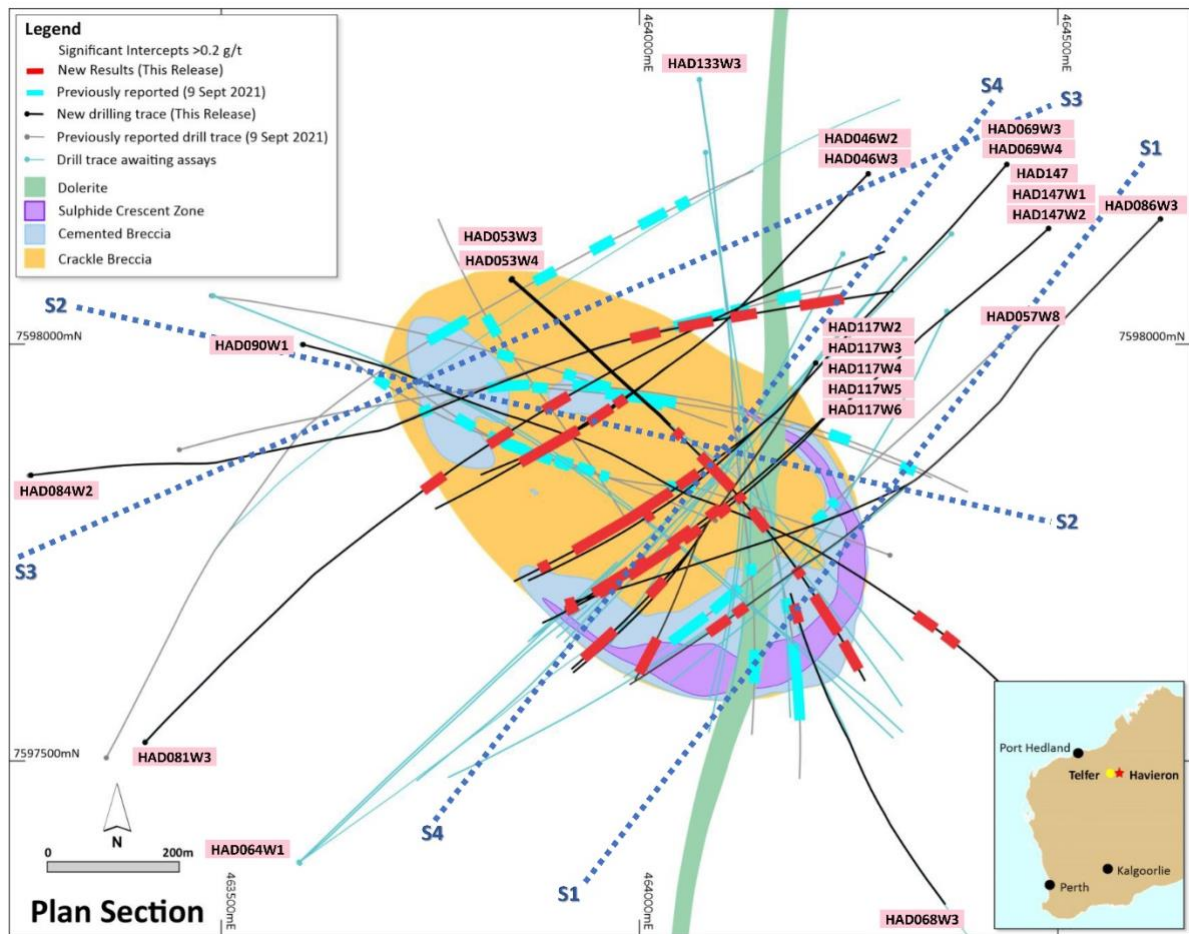 Legend
Significant Intercepts >0.2 g/t
New Results (This Release)
Previously reported (9 Sept 2021)
New drilling trace (This Release)
Previously reported drill trace (9 Sept 2021)
Drill trace awaiting assays
Dolerite
Sulphide Crescent Zone
Cemented Breccia
Crackle Breccia
464000mE
464500mE
HAD133W3
S4
S3
S1
HAD046W2
HAD046W3
HAD069W3
HAD069W4
HAD147
HAD147W1
HAD147W2
HAD086W3
HAD053W3
HAD053W4
S2
HAD057W8
7598000mN
7598000mN
HAD090W1
HAD117W2
HAD117W3
HAD117W4
HAD117W5
HAD117W6
HAD084W2
S2
S3
7597500mN
HAD081W3
N
0
200m
HAD064W1
S4
S1
463500mE
464000mE
HAD068W3
Plan Section
Port Hedland
Telfer
Havieron
Kalgoorlie
Perth